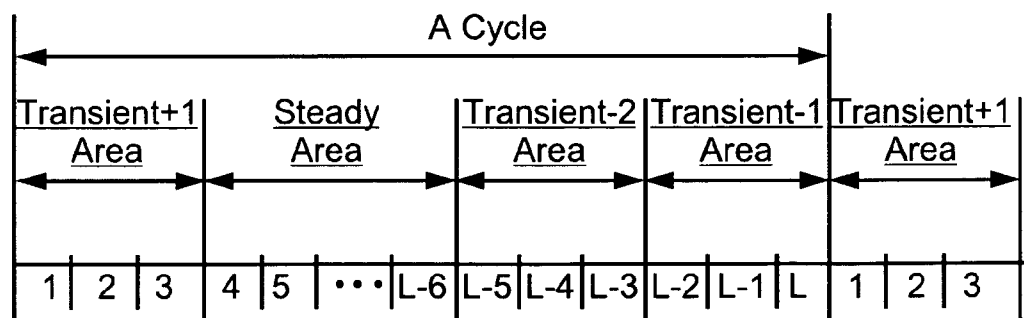 A Cycle
Transient+1 Steady Transient-2 Transient-1 Transient+1
Area Area Area Area Area
1 2 3 4 5 ••• L-6 L-5 L-4 L-3 L-2 L-1 L 1 2 3